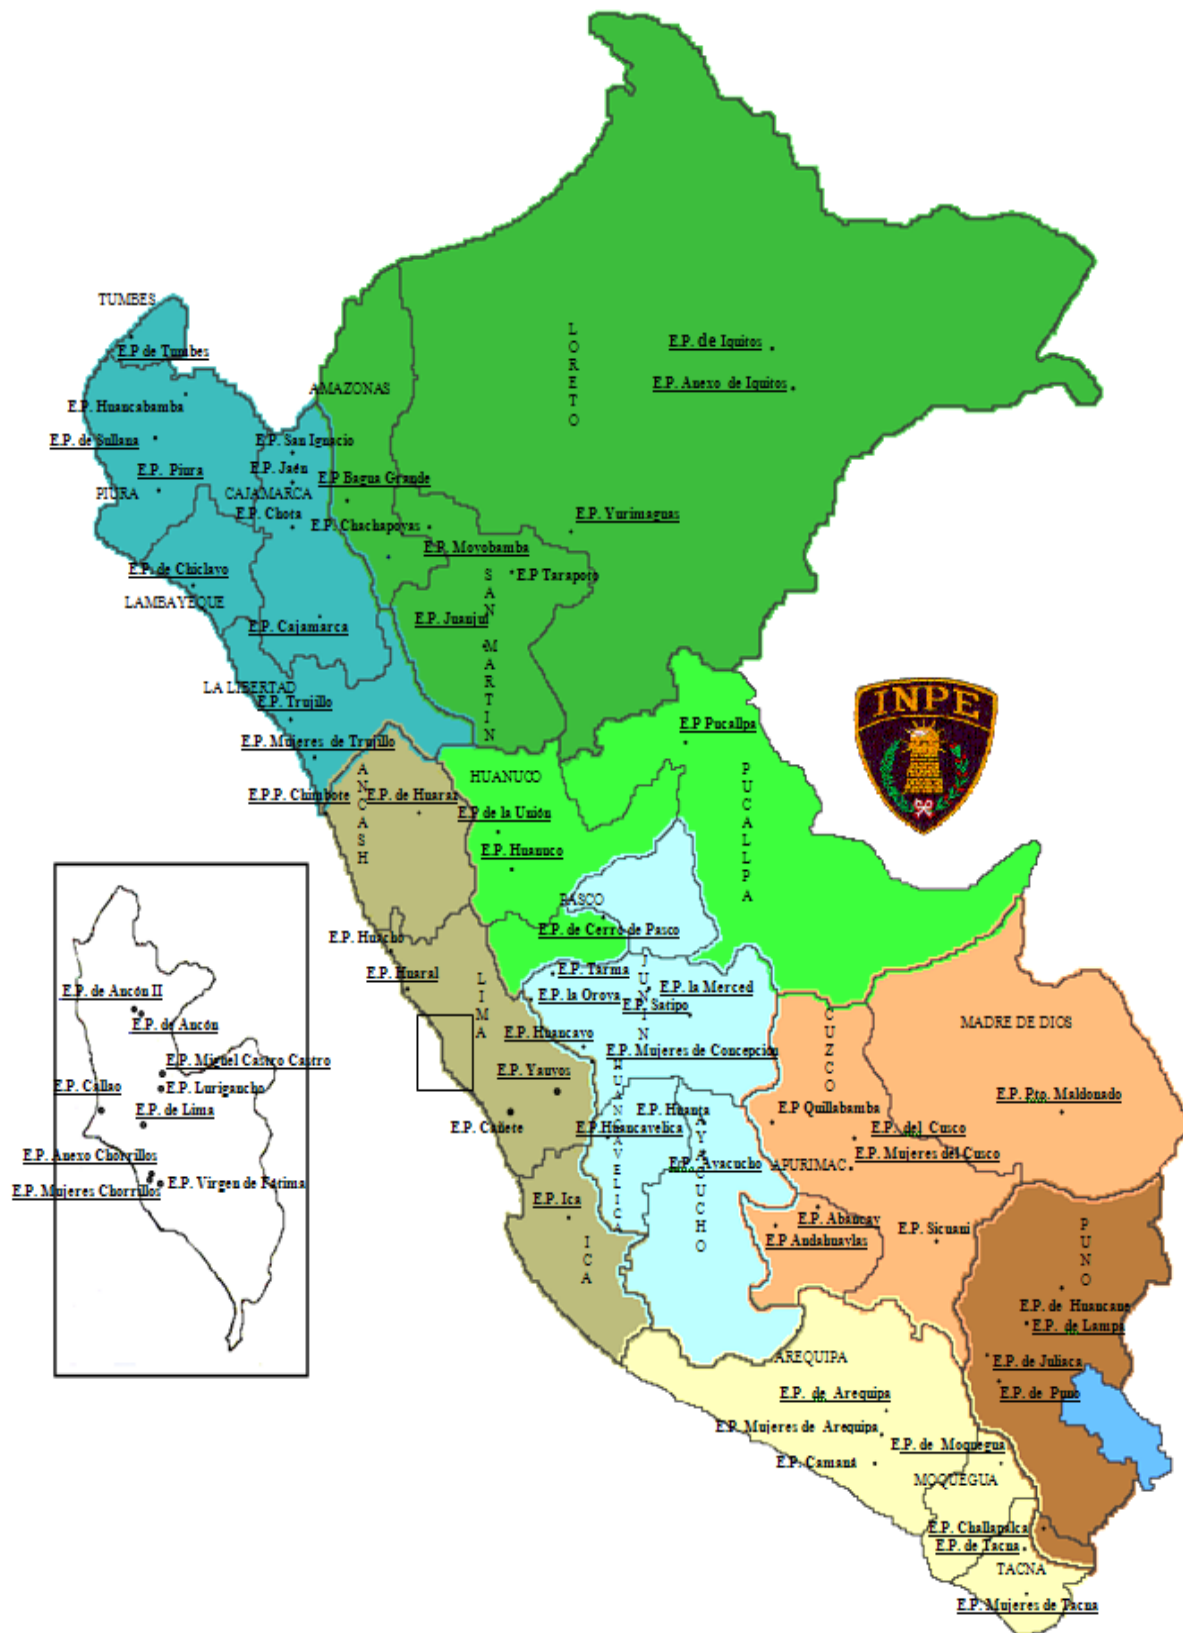 TUMBES
E.P de Tumbes
AMAZONAS
LORETO
E.P. de Iquitos
E.P. Anexo de Iquitos
E.P. Huancabamba
E.P. de Sullana
E.P. San Ignacio
E.P. Piura
E.P. Jaén
PIURA
CAJAMARCA
E.P Bagua Grande
E.P. Chota
E.P. Chachapoyas
E.P. Yurimaguas
E.P. Moyobamba
E.P. de Chiclayo
E.P Tarapoto
SAN MARTIN
LAMBAYEQUE
E.P. Cajamarca
E.P. Juanjuí
LA LIBERTAD
E.P. Trujillo
INPE
E.P Pucallpa
E.P. Mujeres de Trujillo
ANCASH
HUANUCO
PUCALLPA
E.P.P. Chimbote
E.P. de Huaraz
E.P de la Unión
E.P. Huanuco
PASCO
E.P. de Cerro de Pasco
E.P. Huacho
E.P. Huaral
LIMA
E.P. Tarma
JUNIN
E.P. la Merced
E.P. de Ancón II
E.P. la Oroya
E.P. Satipo
E.P. de Ancón
CUZCO
MADRE DE DIOS
E.P. Huancayo
E.P. Mujeres de Concepción
E.P. Miguel Castro Castro
E.P. Yauyos
HUANCAVELICA
E.P. Callao
E.P. Lurigancho
E.P. Pto. Maldonado
E.P. de Lima
E.P. Cañete
E.P. Huanta
E.P Quillabamba
AYACUCHO
E.P.Huancavelica
E.P. del Cusco
E.P. Mujeres del Cusco
E.P. Anexo Chorrillos
E.P. Ayacucho
APURIMAC
E.P. Mujeres Chorrillos
E.P. Virgen de Fátima
E.P. Ica
E.P. Abancay
E.P Andahuaylas
E.P. Sicuani
ICA
PUNO
E.P. de Huancane
E.P. de Lampa
AREQUIPA
E.P. de Juliaca
E.P. de Arequipa
E.P. de Puno
E.P. Mujeres de Arequipa
E.P. de Moquegua
E.P. Camaná
MOQUEGUA
E.P. Challapalca
E.P. de Tacna
TACNA
E.P. Mujeres de Tacna